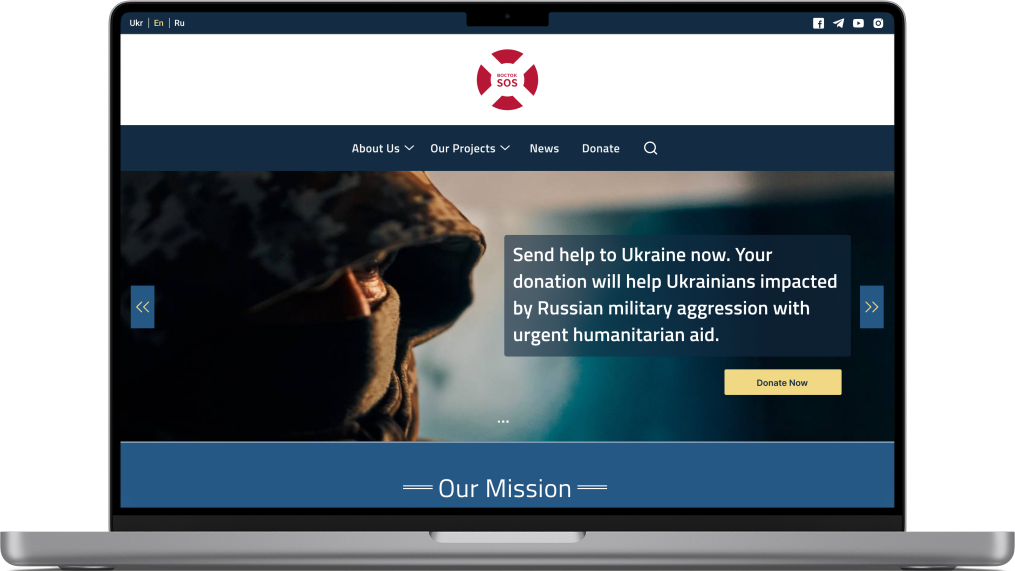 Ukr | En | Ru
ВОСТОК
SOS
About Us
Our Projects
News
Donate
Send help to Ukraine now. Your
donation will help Ukrainians impacted
by Russian military aggression with
urgent humanitarian aid.
Donate Now
Our Mission